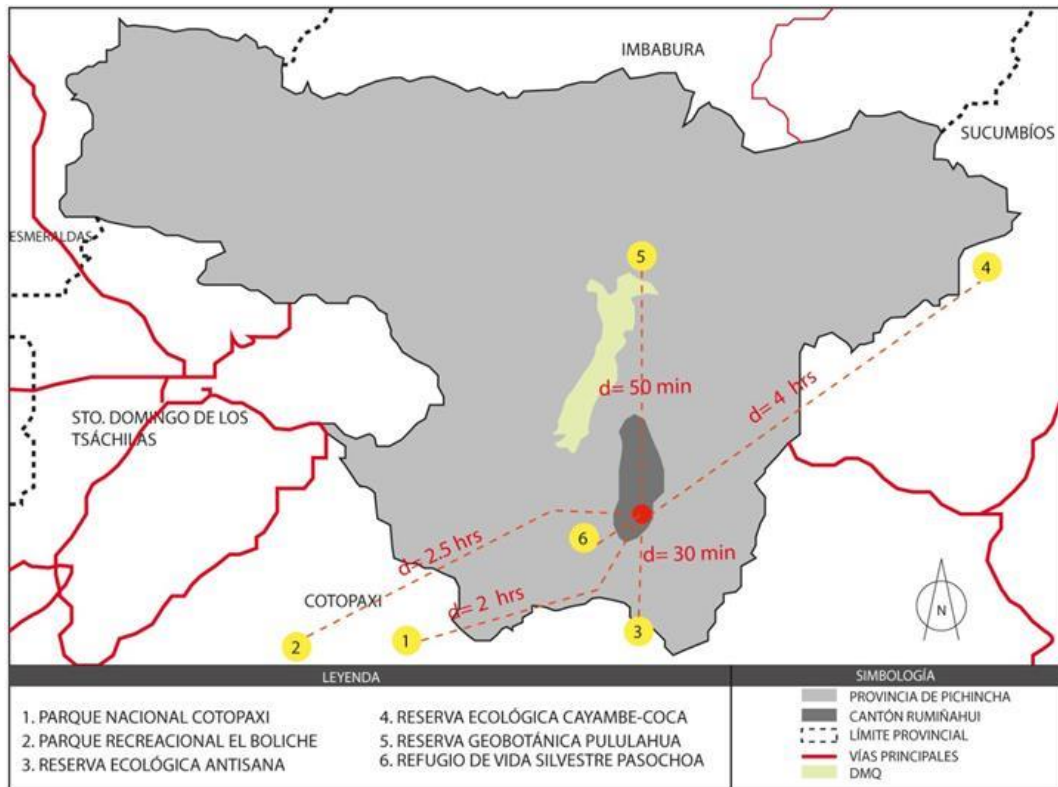 IMBABURA
SUCUMBÍOS
ESMERALDAS
5
4
d= 50 min
d= 4 hrs
STO. DOMINGO DE LOS
TSÁCHILAS
6
d= 2.5 hrs
d= 30 min
COTOPAXI
d= 2 hrs
2
1
3
N
LEYENDA
1. PARQUE NACIONAL COTOPAXI
2. PARQUE RECREACIONAL EL BOLICHE
3. RESERVA ECOLÓGICA ANTISANA
4. RESERVA ECOLÓGICA CAYAMBE-COCA
5. RESERVA GEOBOTÁNICA PULULAHUA
6. REFUGIO DE VIDA SILVESTRE PASOCHOA
SIMBOLOGÍA
PROVINCIA DE PICHINCHA
CANTÓN RUMIÑAHUI
LÍMITE PROVINCIAL
VÍAS PRINCIPALES
DMQ